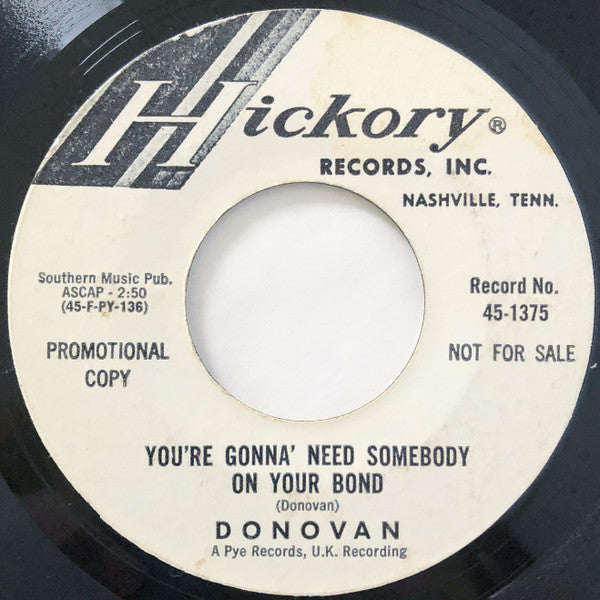 Hickory®
RECORDS, INC.
NASHVILLE, TENN.
Southern Music Pub.
ASCAP - 2:50
(45-F-PY-136)
Record No.
45-1375
PROMOTIONAL
COPY
NOT FOR SALE
YOU'RE GONNA' NEED SOMEBODY
ON YOUR BOND
(Donovan)
DONOVAN
A Pye Records, U.K. Recording